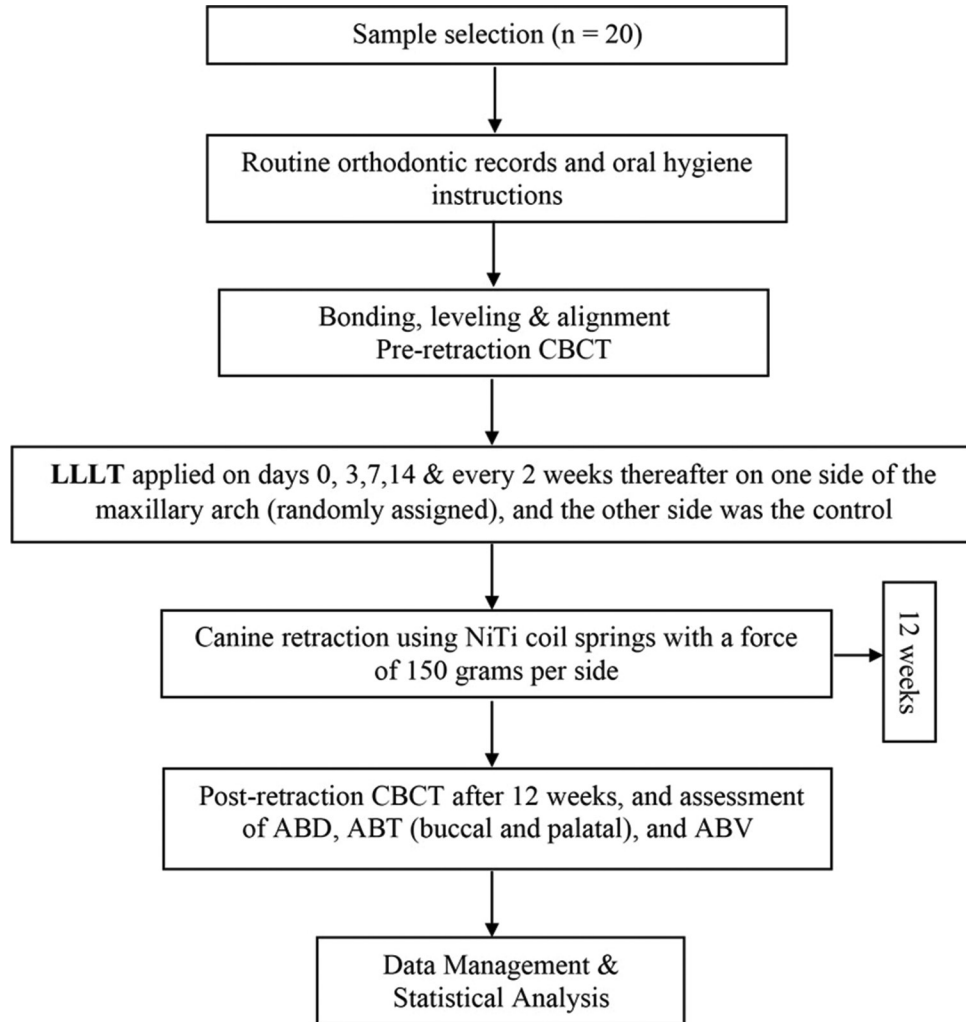 Sample selection (n = 20)
Routine orthodontic records and oral hygiene
instructions
Bonding, leveling & alignment
Pre-retraction CBCT
LLLT applied on days 0, 3,7,14 & every 2 weeks thereafter on one side of the
maxillary arch (randomly assigned), and the other side was the control
Canine retraction using NiTi coil springs with a force
of 150 grams per side
12 weeks
Post-retraction CBCT after 12 weeks, and assessment
of ABD, ABT (buccal and palatal), and ABV
Data Management &
Statistical Analysis